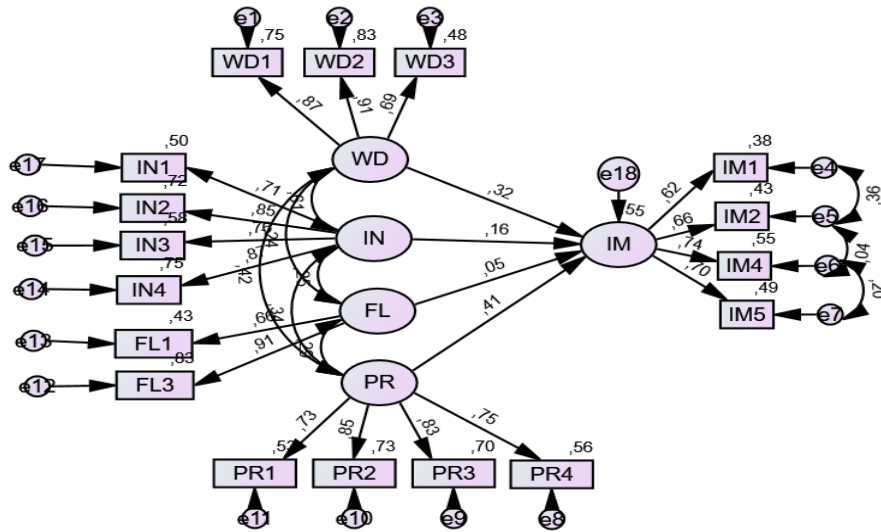 e1 e2 e3
,75 ,83 ,48
WD1 WD2 WD3
,87 ,91 ,69
WD
e17 IN1 ,50
e16 IN2 ,72
e15 IN3 ,58
e14 IN4 ,75
,71
,85
IN
e13 FL1 ,43
e12 FL3 ,83
,66
,91
FL
,24
,42
,34
PR
,32
,16
,05
,41
e18
,55
IM
,62
,66
,74
,70
IM1 ,38 e4
IM2 ,43 e5
IM4 ,55 e6
IM5 ,49 e7
,36
,04
,20
,73 ,85 ,83 ,75
,53 ,73 ,70 ,56
PR1 PR2 PR3 PR4
e11 e10 e9 e8